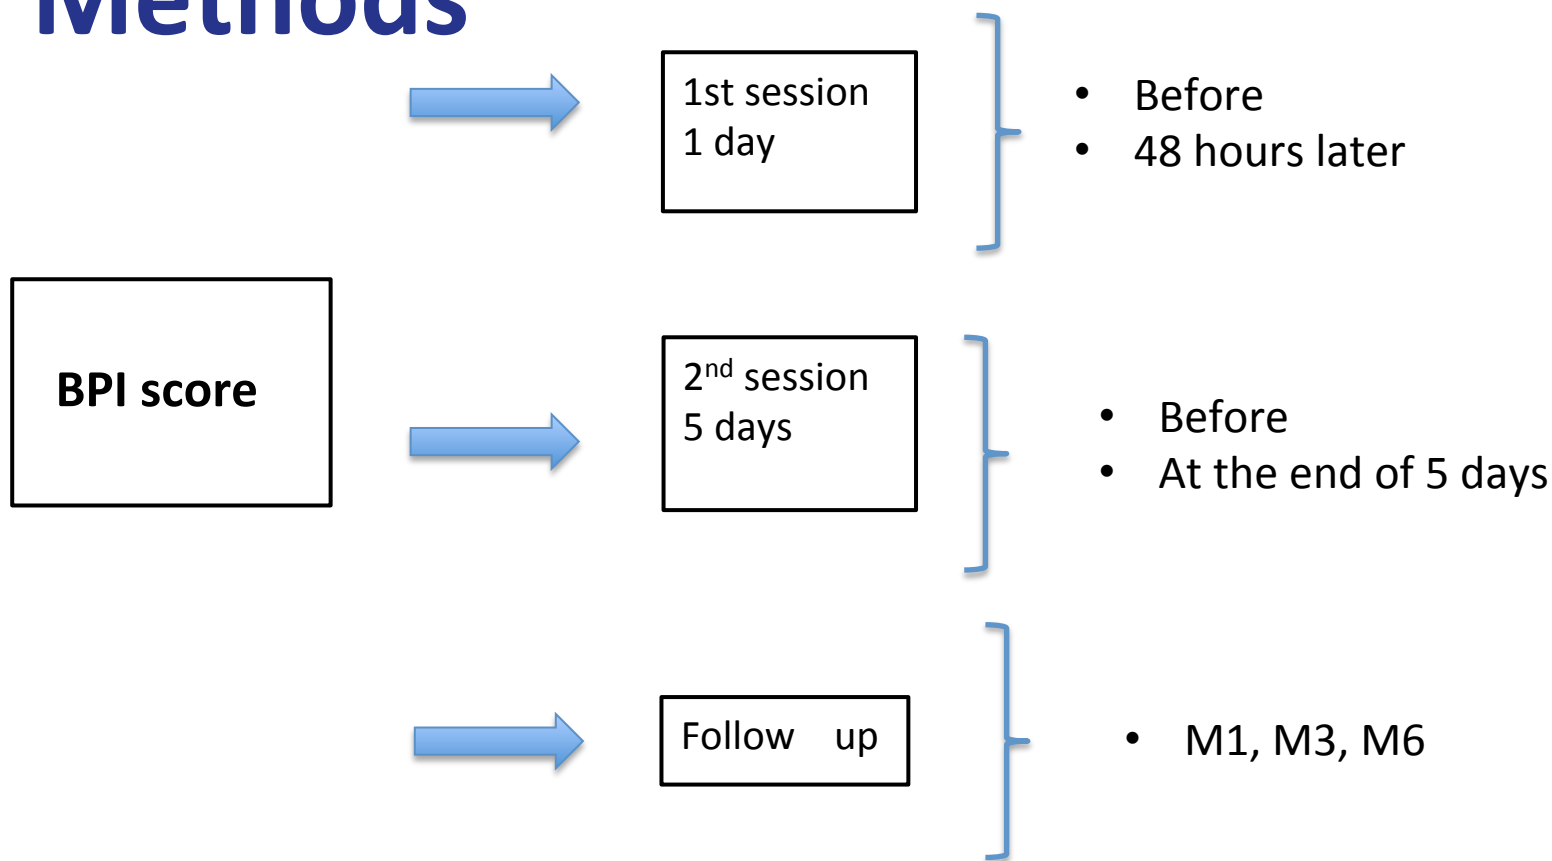 Methods
1st session
1 day
• Before
• 48 hours later
BPI score
2nd session
5 days
• Before
• At the end of 5 days
Follow up
• M1, M3, M6